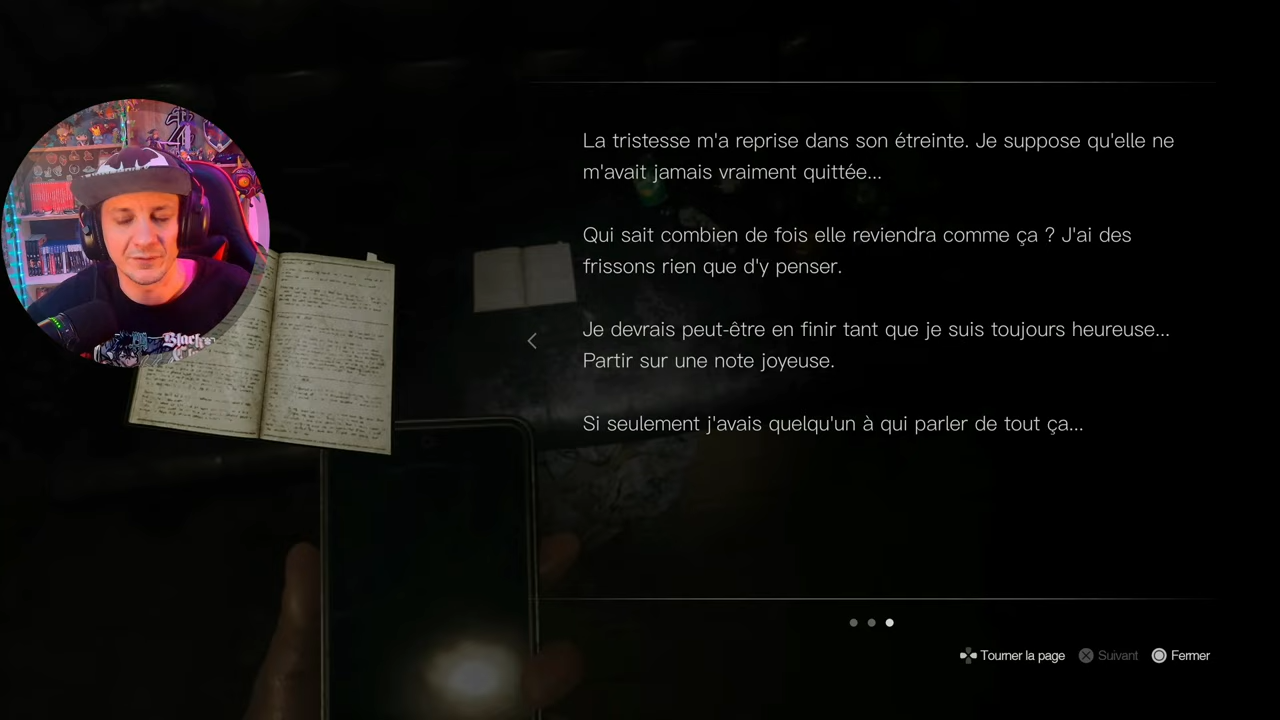 La tristesse m'a reprise dans son étreinte. Je suppose qu'elle ne
m'avait jamais vraiment quittée...
Qui sait combien de fois elle reviendra comme ça ? J'ai des
frissons rien que d'y penser.
Je devrais peut-être en finir tant que je suis toujours heureuse...
Partir sur une note joyeuse.
Si seulement j'avais quelqu'un à qui parler de tout ça...
Tourner la page Suivant Fermer
Black